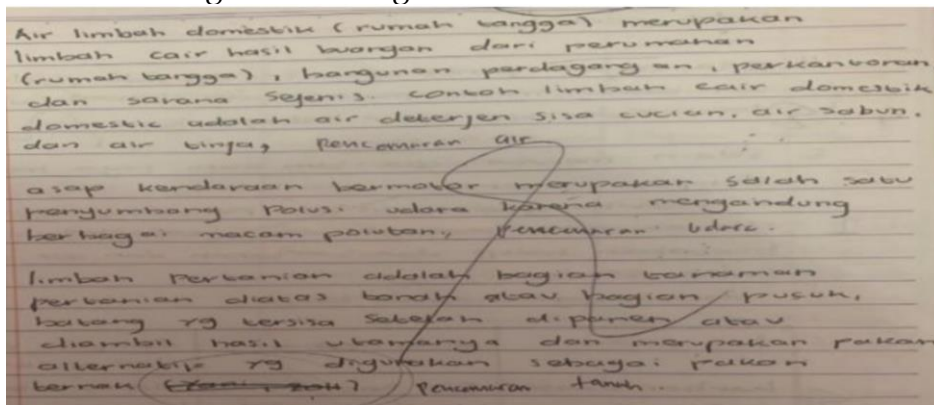 Air limbah domestik (rumah tangga) merupakan
limbah cair hasil buangan dari perumahan
(rumah tangga), bangunan perdagangan, perkantoran
dan sarana sejenis. contoh limbah cair domestik
domestic adalah air deterjen sisa cucian, air sabun,
dan air tinja, Pencemaran air
asap kendaraan bermotor merupakan salah satu
penyumbang Polusi udara karena mengandung
berbagai macam polutan, Pencemaran Udara.
limbah Pertanian adalah bagian tanaman
pertanian diatas tanah atau bagian pucuk,
batang yg tersisa setelah dipanen atau
diambil hasil utamanya dan merupakan pakan
alternatif yg digunakan sebagai pakan
ternak Pencemaran tanah.